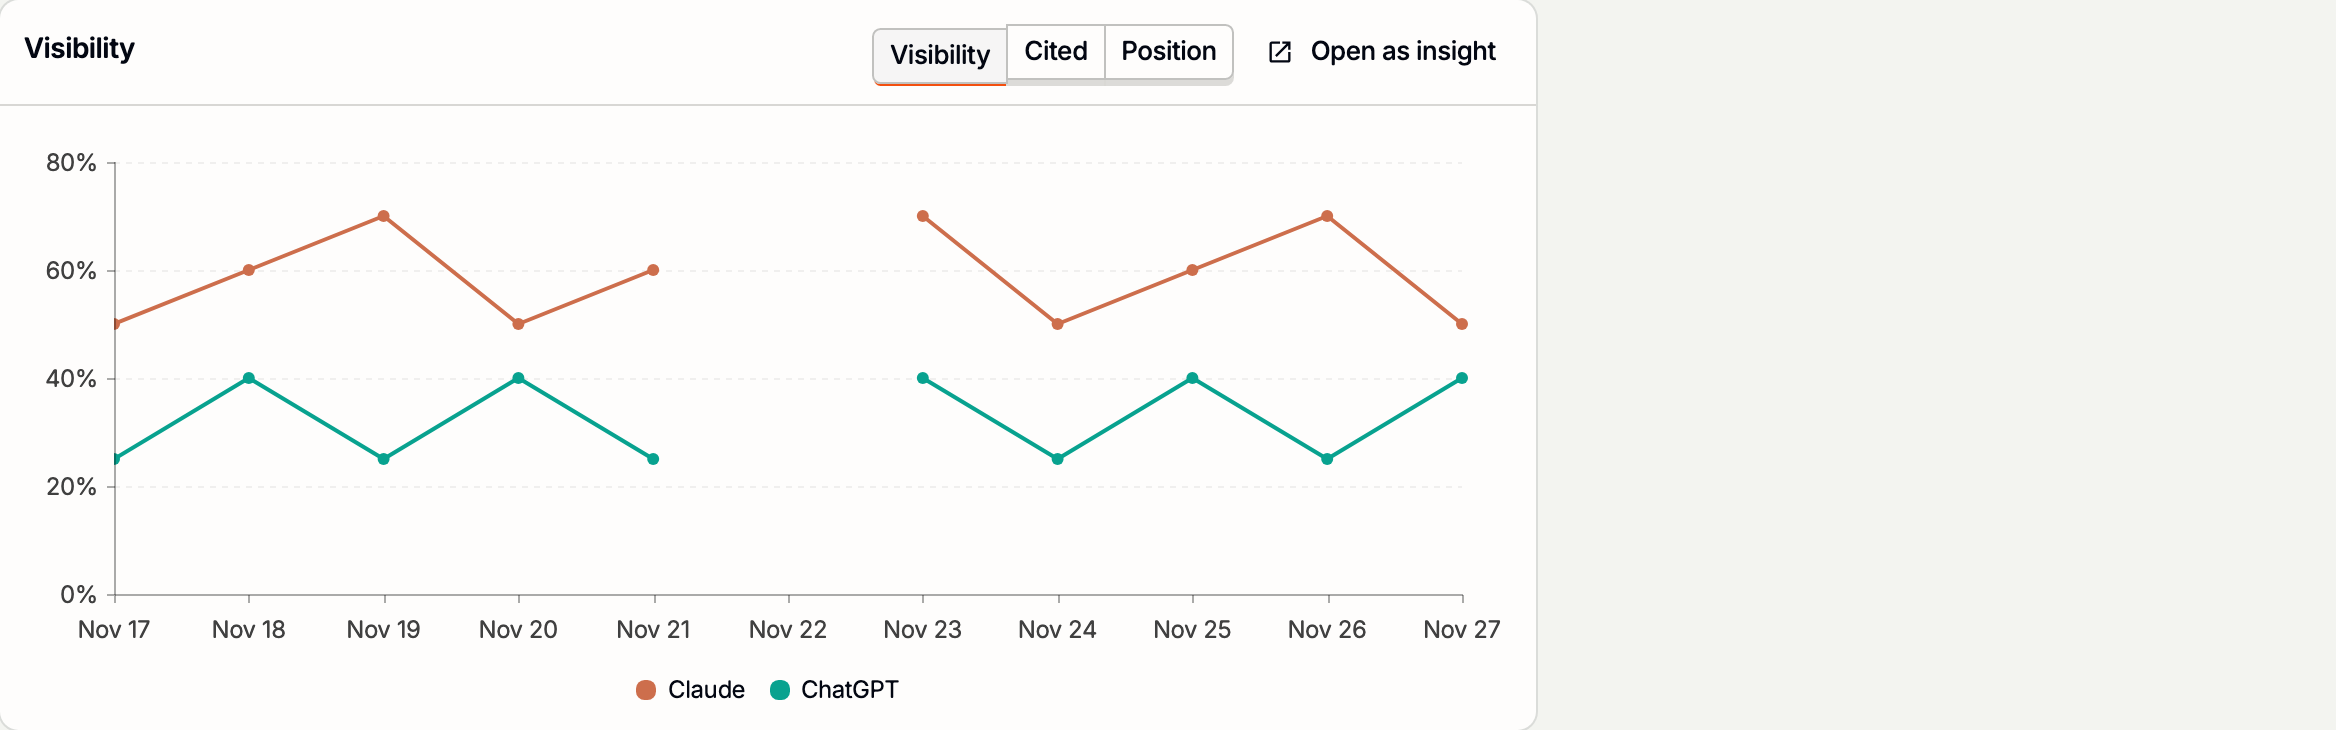 Visibility
Visibility Cited Position Open as insight
80%
60%
40%
20%
0%
Nov 17 Nov 18 Nov 19 Nov 20 Nov 21 Nov 22 Nov 23 Nov 24 Nov 25 Nov 26 Nov 27
Claude ChatGPT